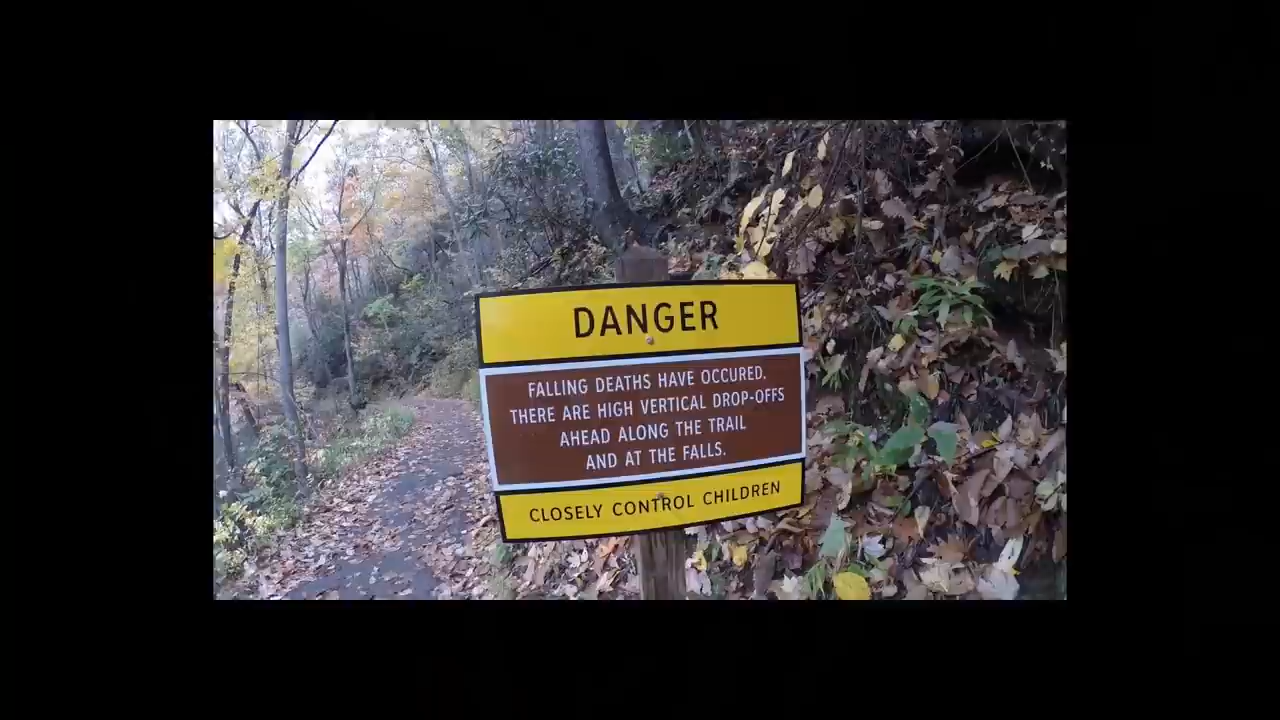 DANGER
FALLING DEATHS HAVE OCCURED.
THERE ARE HIGH VERTICAL DROP-OFFS
AHEAD ALONG THE TRAIL
AND AT THE FALLS.
CLOSELY CONTROL CHILDREN